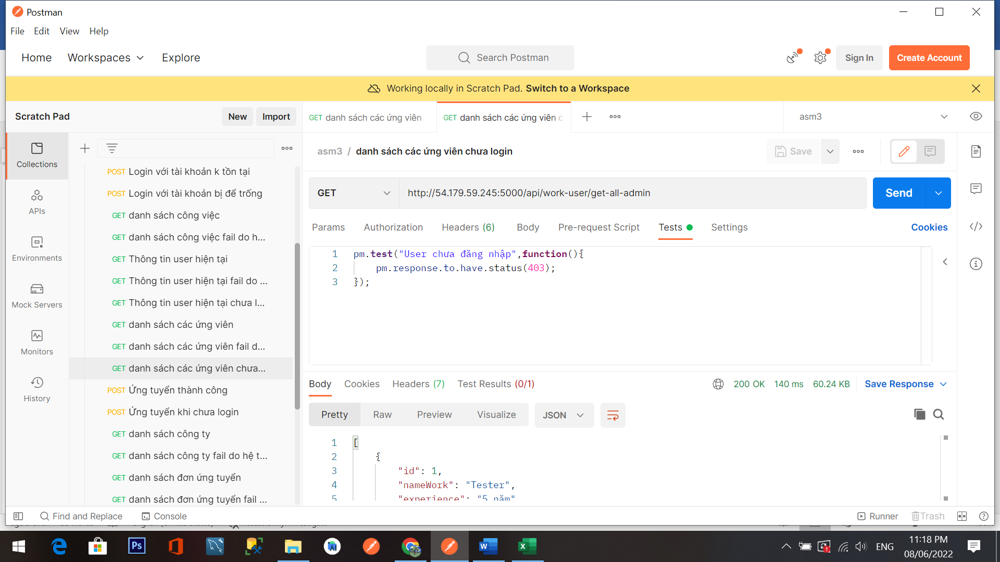 Postman
File Edit View Help
Home Workspaces Explore Search Postman Sign In Create Account
Working locally in Scratch Pad. Switch to a Workspace
Scratch Pad New Import
GET danh sách các ứng viên GET danh sách các ứng viên c asm3
Collections
APIs
Environments
Mock Servers
Monitors
History
POST Login với tài khoản k tồn tại
POST Login với tài khoản bị để trống
GET danh sách công việc
GET danh sách công việc fail do h...
GET Thông tin user hiện tại
GET Thông tin user hiện tại fail do ...
GET Thông tin user hiện tại chưa l...
GET danh sách các ứng viên
GET danh sách các ứng viên fail d...
GET danh sách các ứng viên chưa...
POST Ứng tuyển thành công
POST Ứng tuyển khi chưa login
GET danh sách công ty
GET danh sách công ty fail do hệ t...
GET danh sách đơn ứng tuyển
GET danh sách đơn ứng tuyển fail ...
asm3 / danh sách các ứng viên chưa login Save
GET http://54.179.59.245:5000/api/work-user/get-all-admin Send
Params Authorization Headers (6) Body Pre-request Script Tests Settings Cookies
1 pm.test("User chưa đăng nhập",function(){
2 pm.response.to.have.status(403);
3 });
Body Cookies Headers (7) Test Results (0/1) 200 OK 140 ms 60.24 KB Save Response
Pretty Raw Preview Visualize JSON
1 [
2 {
3 "id": 1,
4 "nameWork": "Tester",
5 "experience": "5 năm"
Find and Replace Console Runner Trash
Ps
W
X
ENG
11:18 PM
08/06/2022